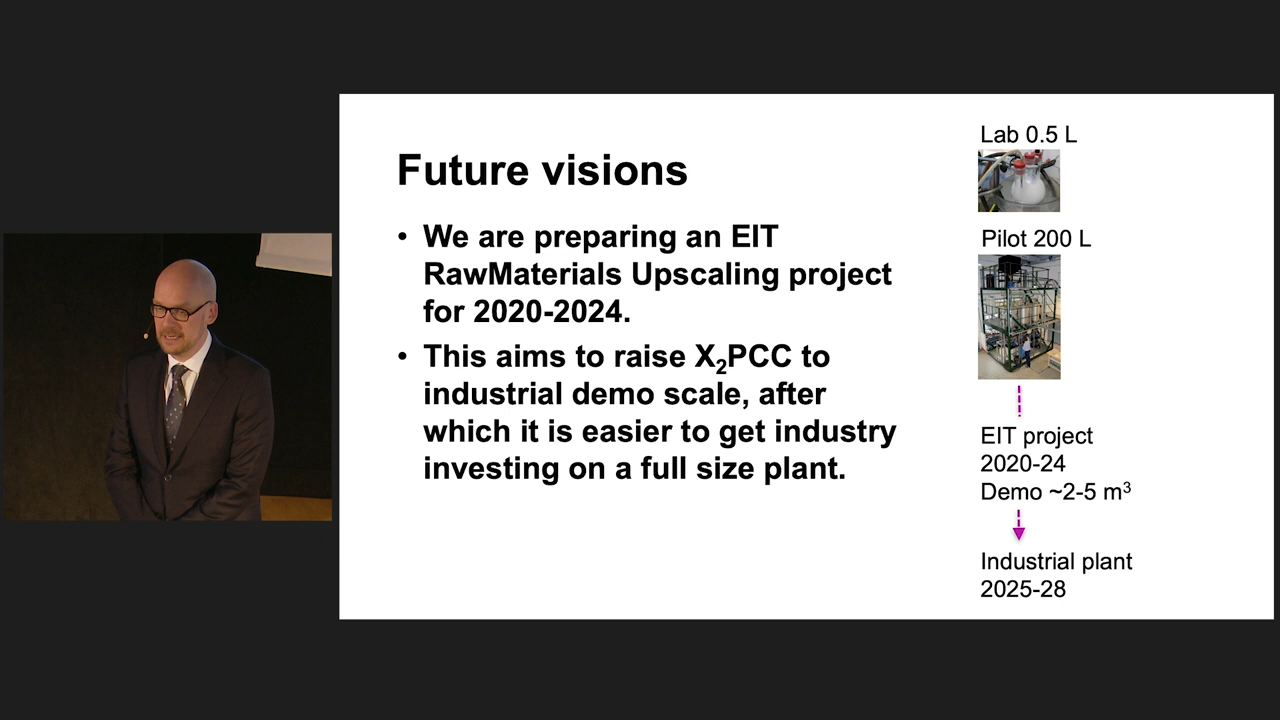 Future visions
• We are preparing an EIT
RawMaterials Upscaling project
for 2020-2024.
• This aims to raise X₂PCC to
industrial demo scale, after
which it is easier to get industry
investing on a full size plant.
Lab 0.5 L
Pilot 200 L
EIT project
2020-24
Demo ~2-5 m³
Industrial plant
2025-28